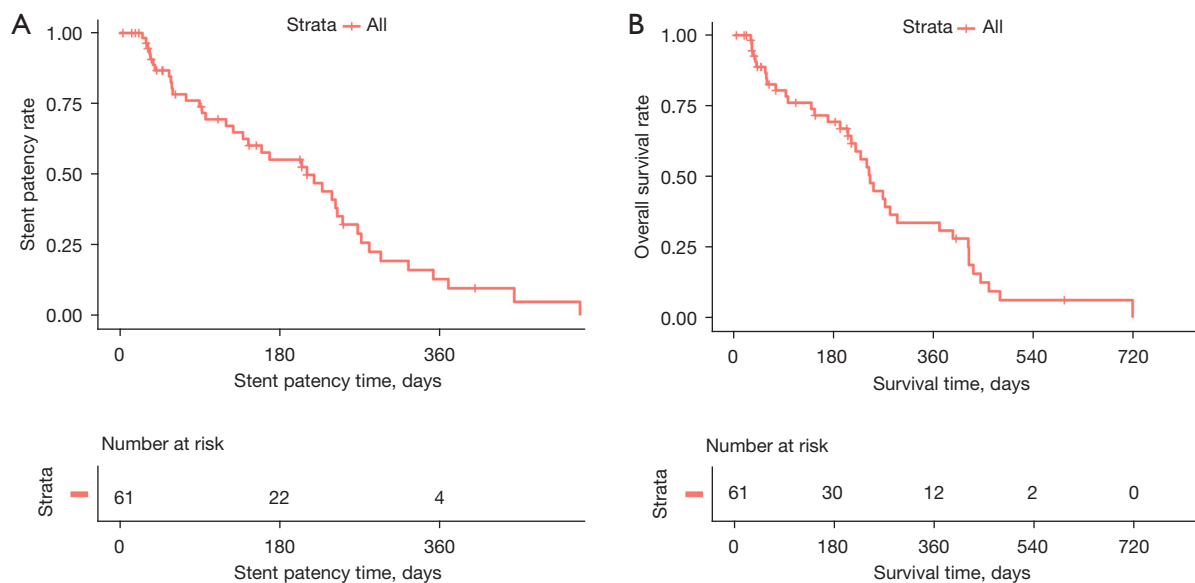 A
Strata All
1.00
0.75
0.50
0.25
0.00
Stent patency rate
0 180 360
Stent patency time, days
Number at risk
Strata
61 22 4
0 180 360
Stent patency time, days
B
Strata All
1.00
0.75
0.50
0.25
0.00
Overall survival rate
0 180 360 540 720
Survival time, days
Number at risk
Strata
61 30 12 2 0
0 180 360 540 720
Survival time, days